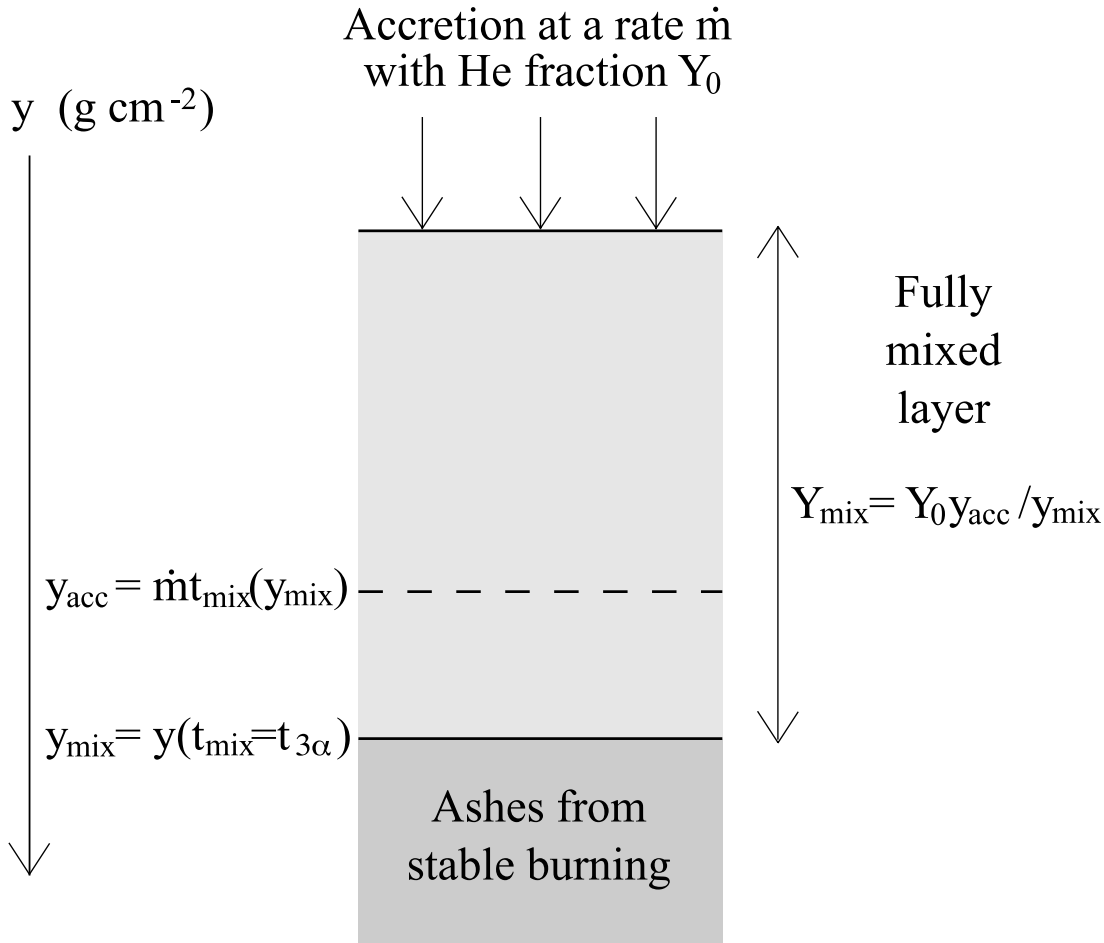 Accretion at a rate ṁ
with He fraction Y₀
y (g cm⁻²)
Fully
mixed
layer
Yₘᵢₓ= Y₀yₐcc /yₘᵢₓ
yₐcc = ṁtₘᵢₓ(yₘᵢₓ)
yₘᵢₓ= y(tₘᵢₓ=t₃α)
Ashes from
stable burning